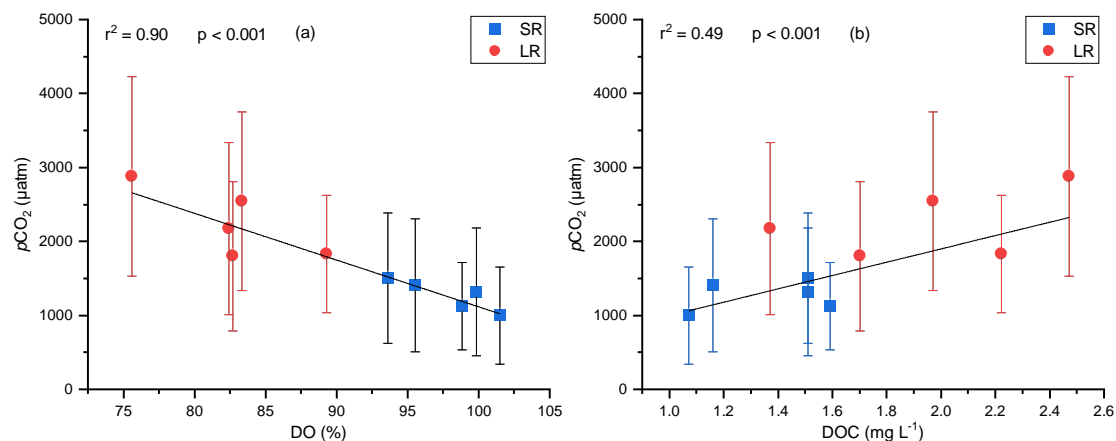 r² = 0.90 p < 0.001 (a)
SR
LR
5000
4000
3000
2000
1000
0
pCO₂ (µatm)
75 80 85 90 95 100 105
DO (%)
r² = 0.49 p < 0.001 (b)
SR
LR
5000
4000
3000
2000
1000
0
pCO₂ (µatm)
1.0 1.2 1.4 1.6 1.8 2.0 2.2 2.4 2.6
DOC (mg L⁻¹)